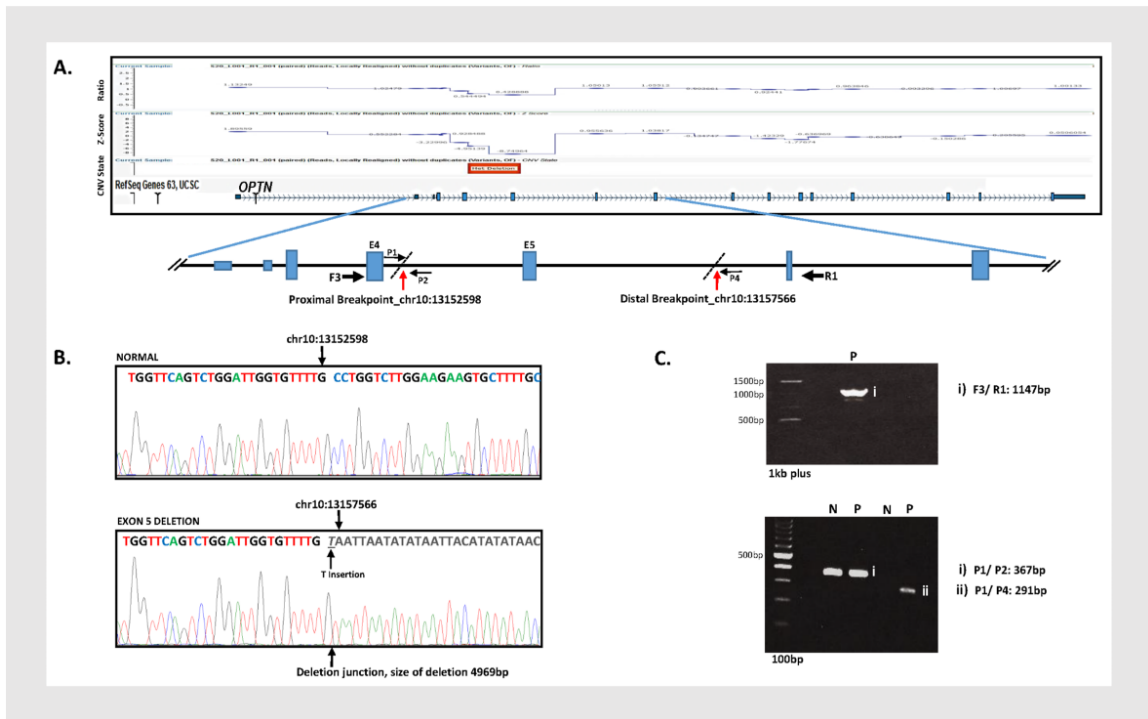 A.
Ratio
Z-Score
CNV State
Het Deletion
RefSeq Genes 63, UCSC
OPTN
E4
P1
E5
F3
P2
P4
R1
Proximal Breakpoint_chr10:13152598
Distal Breakpoint_chr10:13157566
B.
chr10:13152598
NORMAL
TGGTTCAGTCTGGATTGGTGTTTTG CCTGGTCTTGGAAGAAGTGCTTTTGC
chr10:13157566
EXON 5 DELETION
TGGTTCAGTCTGGATTGGTGTTTTG TAATTAATATATAATTACATATATAAC
T Insertion
Deletion junction, size of deletion 4969bp
C.
P
1500bp
1000bp
500bp
i
i) F3/ R1: 1147bp
1kb plus
N P N P
500bp
i
ii
i) P1/ P2: 367bp
ii) P1/ P4: 291bp
100bp